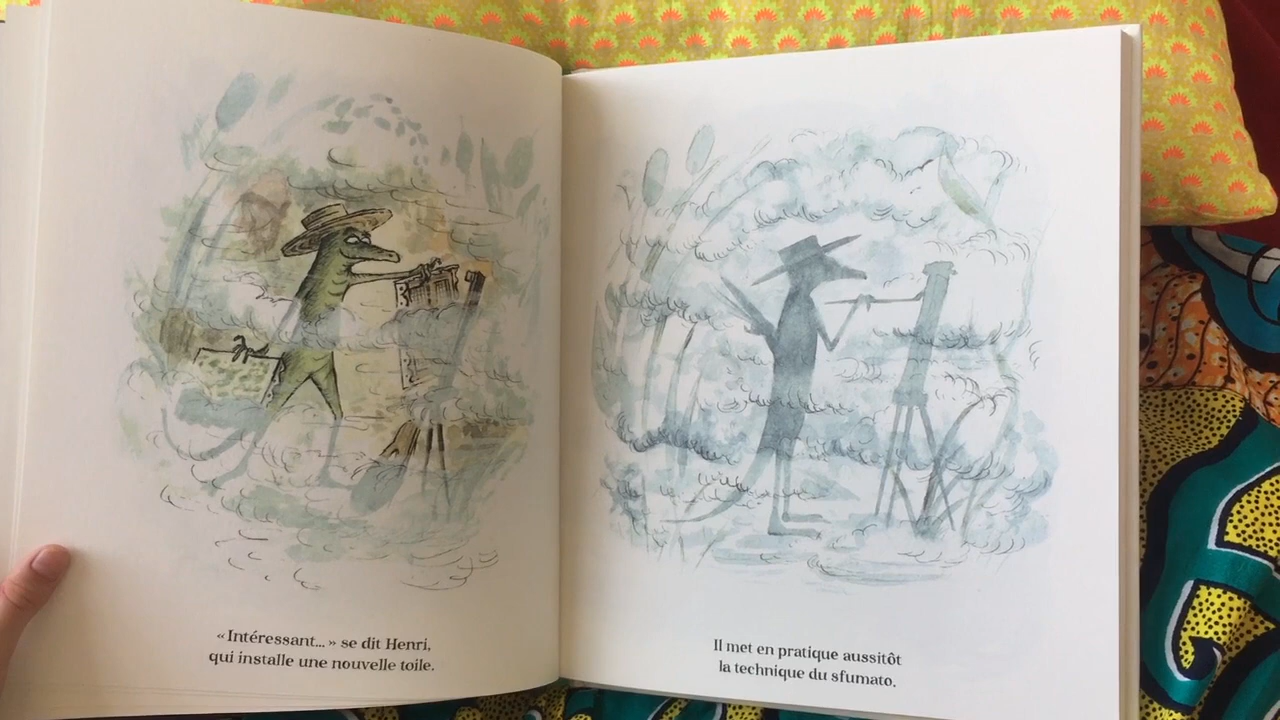 « Intéressant... » se dit Henri,
qui installe une nouvelle toile.
Il met en pratique aussitôt
la technique du sfumato.